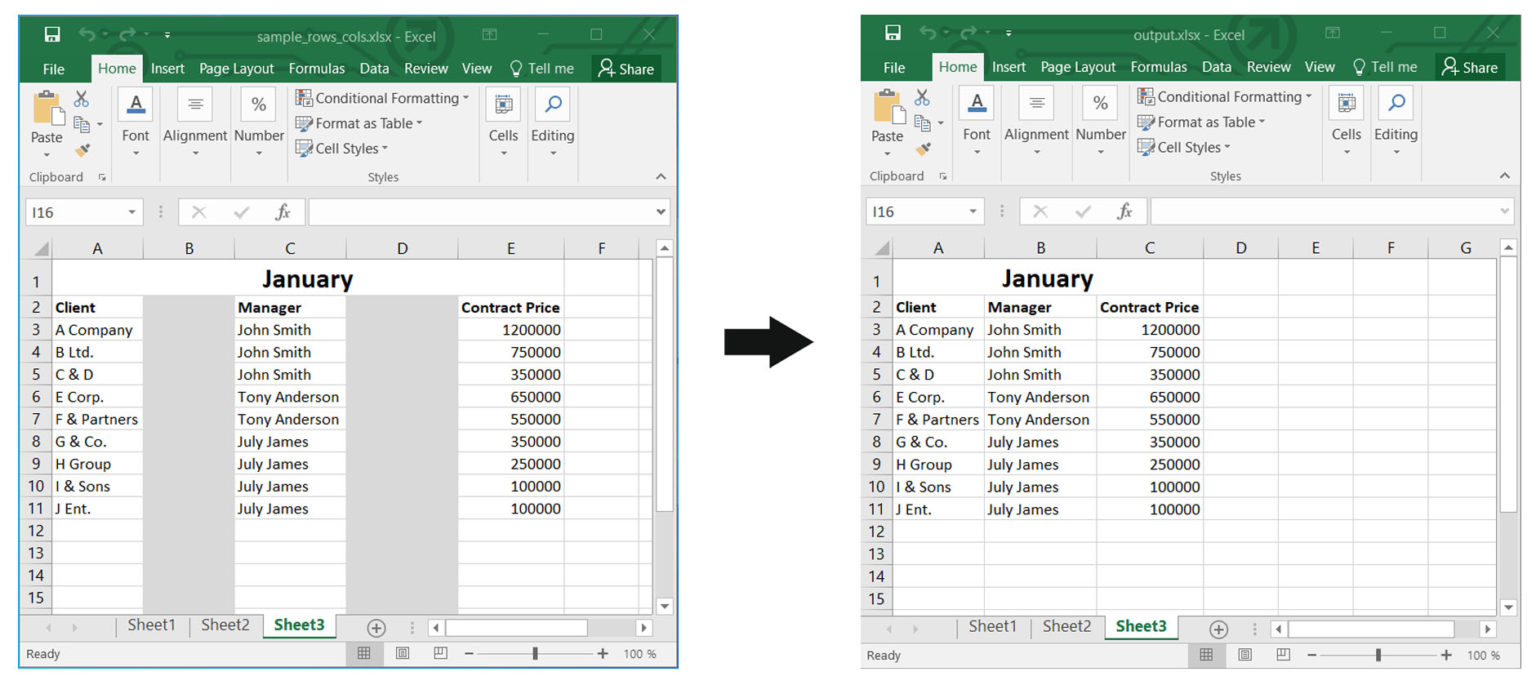 sample_rows_cols.xlsx - Excel
File Home Insert Page Layout Formulas Data Review View Tell me Share
Paste Font Alignment Number Conditional Formatting Cells Editing
Format as Table
Cell Styles
Clipboard Styles
I16 fx
A B C D E F
1 January
2 Client Manager Contract Price
3 A Company John Smith 1200000
4 B Ltd. John Smith 750000
5 C & D John Smith 350000
6 E Corp. Tony Anderson 650000
7 F & Partners Tony Anderson 550000
8 G & Co. July James 350000
9 H Group July James 250000
10 I & Sons July James 100000
11 J Ent. July James 100000
12
13
14
15
Sheet1 Sheet2 Sheet3
Ready 100 %
output.xlsx - Excel
File Home Insert Page Layout Formulas Data Review View Tell me Share
Paste Font Alignment Number % Conditional Formatting Cells Editing
Format as Table
Cell Styles
Clipboard Styles
I16 fx
A B C D E F G
1 January
2 Client Manager Contract Price
3 A Company John Smith 1200000
4 B Ltd. John Smith 750000
5 C & D John Smith 350000
6 E Corp. Tony Anderson 650000
7 F & Partners Tony Anderson 550000
8 G & Co. July James 350000
9 H Group July James 250000
10 I & Sons July James 100000
11 J Ent. July James 100000
12
13
14
15
Sheet1 Sheet2 Sheet3
Ready 100 %